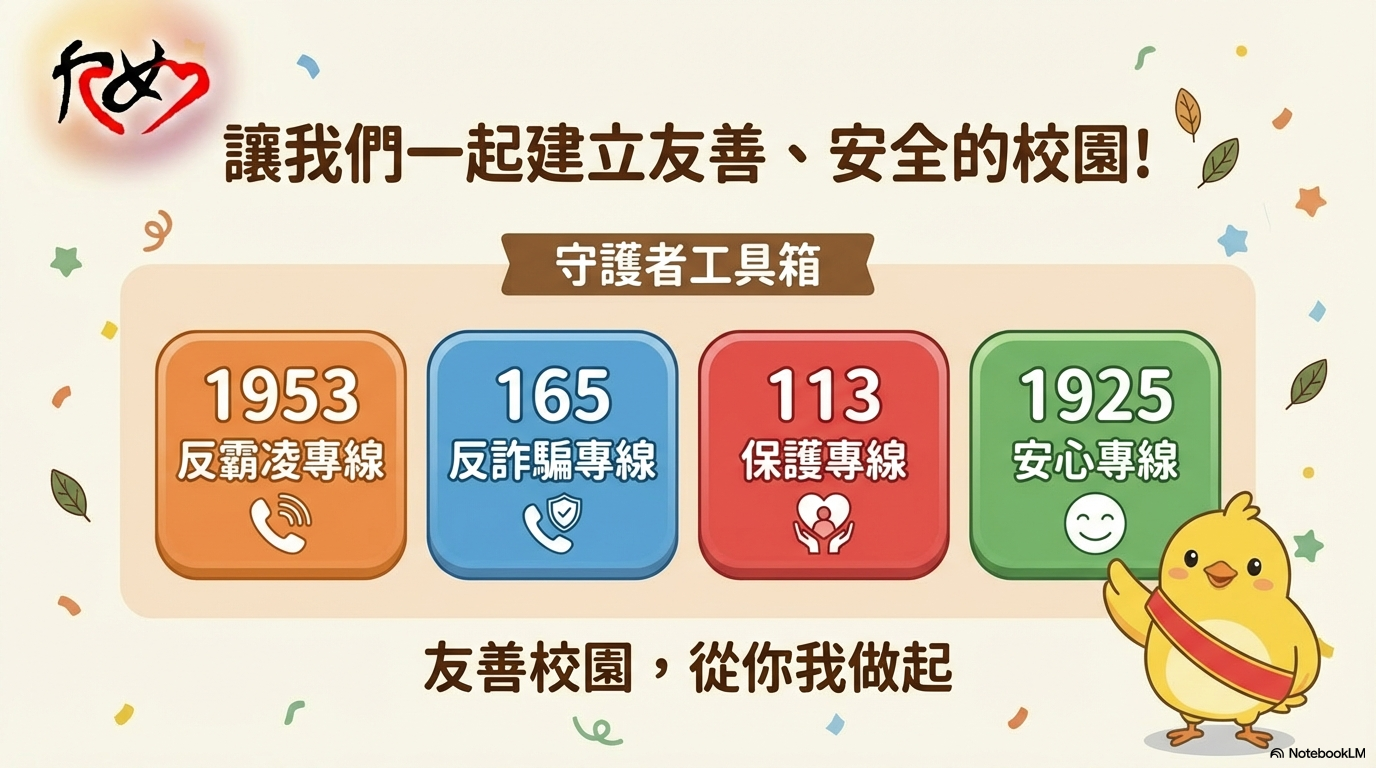 讓我們一起建立友善、安全的校園!
守護者工具箱
1953
反霸凌專線
165
反詐騙專線
113
保護專線
1925
安心專線
友善校園，從你我做起
NotebookLM